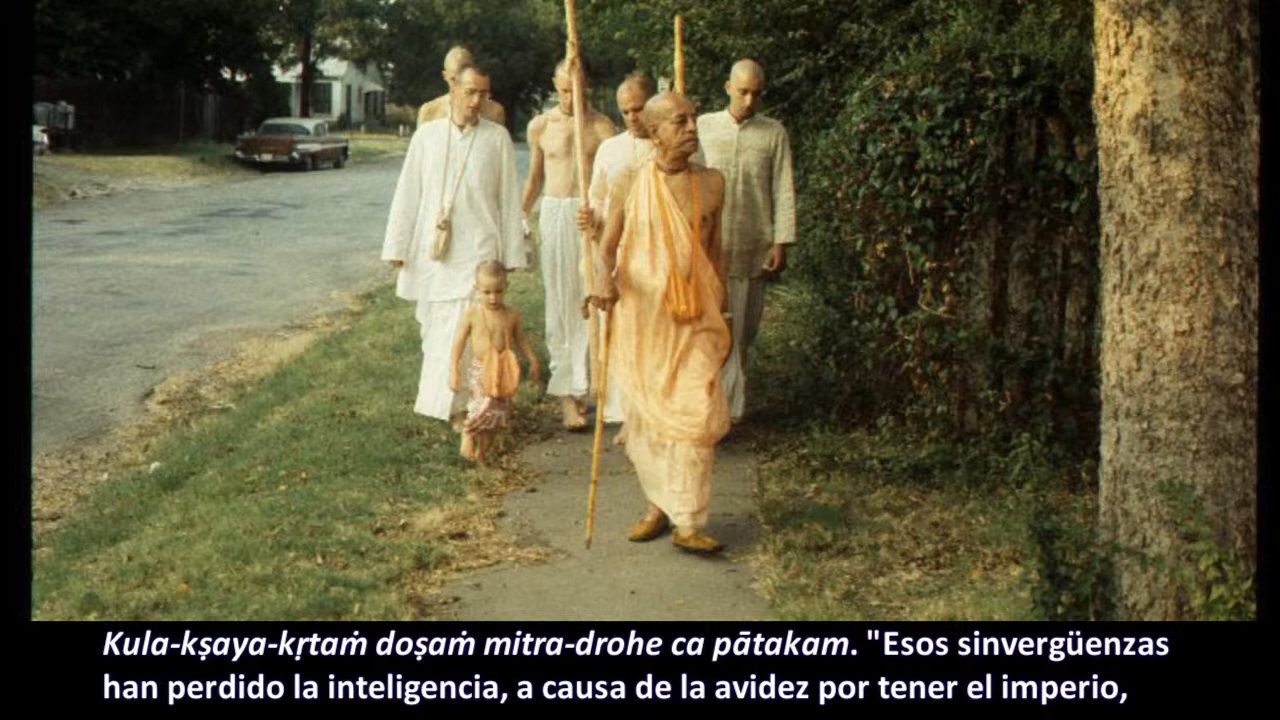 Kula-kṣaya-kṛtaṁ doṣaṁ mitra-drohe ca pātakam. "Esos sinvergüenzas
han perdido la inteligencia, a causa de la avidez por tener el imperio,